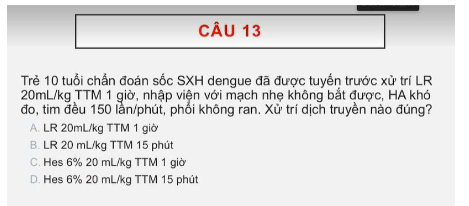 CÂU 13
Trẻ 10 tuổi chẩn đoán sốc SXH dengue đã được tuyến trước xử trí LR
20mL/kg TTM 1 giờ, nhập viện với mạch nhẹ không bắt được, HA khó
đo, tim đều 150 lần/phút, phổi không ran. Xử trí dịch truyền nào đúng?
A. LR 20mL/kg TTM 1 giờ
B. LR 20 mL/kg TTM 15 phút
C. Hes 6% 20 mL/kg TTM 1 giờ
D. Hes 6% 20 mL/kg TTM 15 phút